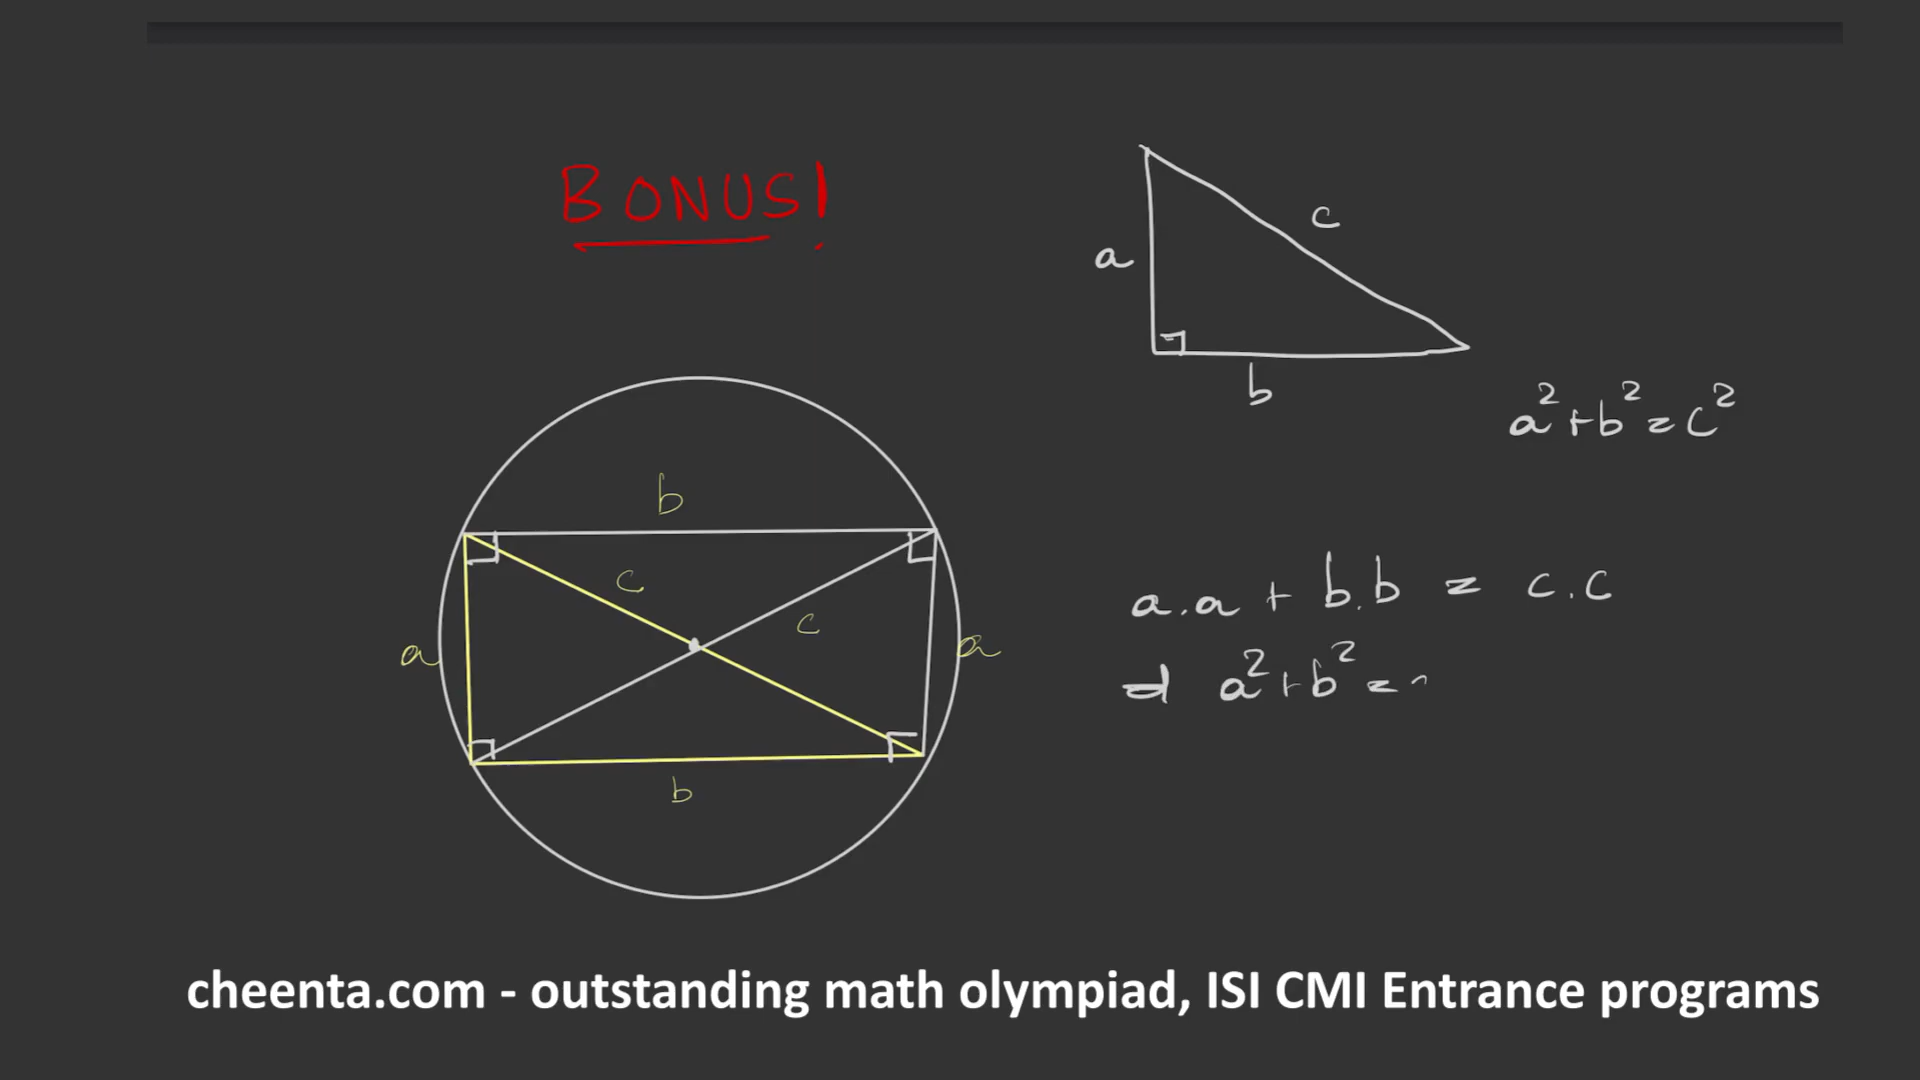 BONUS!
c
a
b
a²+b²=c²
b
c
c
a
a
a.a + b.b = c.c
⇒ a²+b²=
b
cheenta.com - outstanding math olympiad, ISI CMI Entrance programs